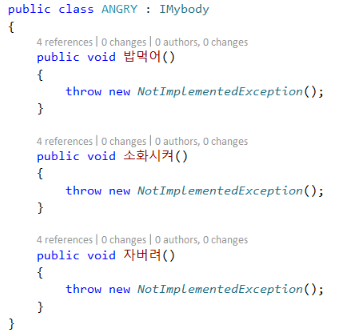 public class ANGRY : IMybody
{
4 references | 0 changes | 0 authors, 0 changes
public void 밥먹어()
{
throw new NotImplementedException();
}
4 references | 0 changes | 0 authors, 0 changes
public void 소화시켜()
{
throw new NotImplementedException();
}
4 references | 0 changes | 0 authors, 0 changes
public void 자버려()
{
throw new NotImplementedException();
}
}